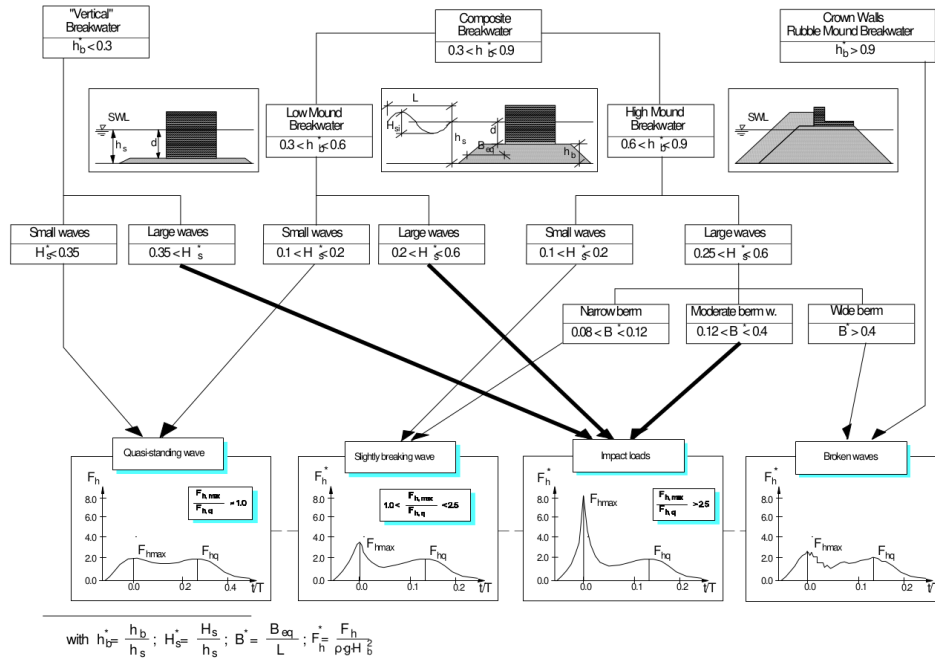 "Vertical"
Breakwater
h*b < 0.3
Composite
Breakwater
0.3 < h*b < 0.9
Crown Walls
Rubble Mound Breakwater
h*b > 0.9
SWL
hs
d
Low Mound
Breakwater
0.3 < h*b < 0.6
L
Hsi
hs
d
Beq
hb
High Mound
Breakwater
0.6 < h*b < 0.9
SWL
Small waves
H*s < 0.35
Large waves
0.35 < H*s
Small waves
0.1 < H*s < 0.2
Large waves
0.2 < H*s < 0.6
Small waves
0.1 < H*s < 0.2
Large waves
0.25 < H*s < 0.6
Narrow berm
0.08 < B* < 0.12
Moderate berm w.
0.12 < B* < 0.4
Wide berm
B* > 0.4
Quasi-standing wave
Fh
8.0
6.0
4.0
2.0
0.0
Fh,max / Fh,q ≈ 1.0
Fhmax
Fhq
0.0 0.2 0.4 t/T
Slightly breaking wave
F*h
8.0
6.0
4.0
2.0
0.0
1.0 < Fh,max / Fh,q < 2.5
Fhmax
Fhq
0.0 0.1 0.2 t/T
Impact loads
F*h
8.0
6.0
4.0
2.0
0.0
Fh,max / Fh,q > 2.5
Fhmax
Fhq
0.0 0.1 0.2 t/T
Broken waves
F*h
8.0
6.0
4.0
2.0
0.0
Fhmax
Fhq
0.0 0.1 0.2 t/T
with h*b = hb / hs ; H*s = Hs / hs ; B* = Beq / L ; F*h = Fh / ρ·g·H²b